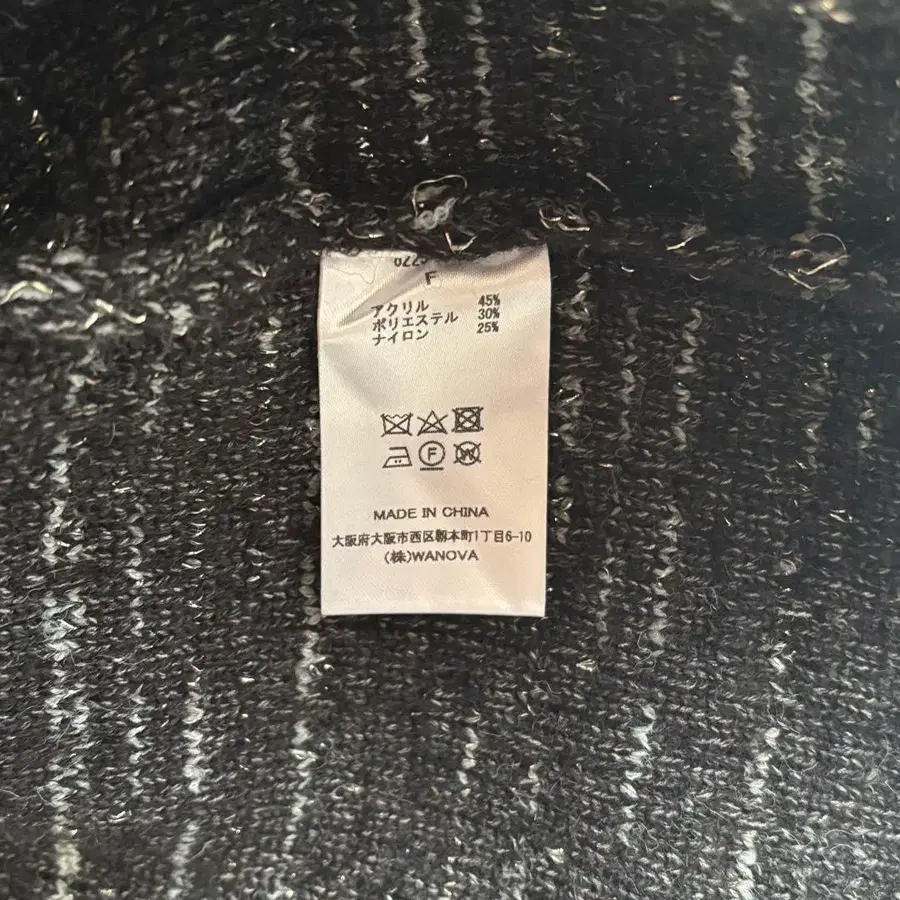 F
アクリル 45%
ポリエステル 30%
ナイロン 25%
F W
MADE IN CHINA
大阪府大阪市西区靭本町1丁目6-10
(株)WANOVA